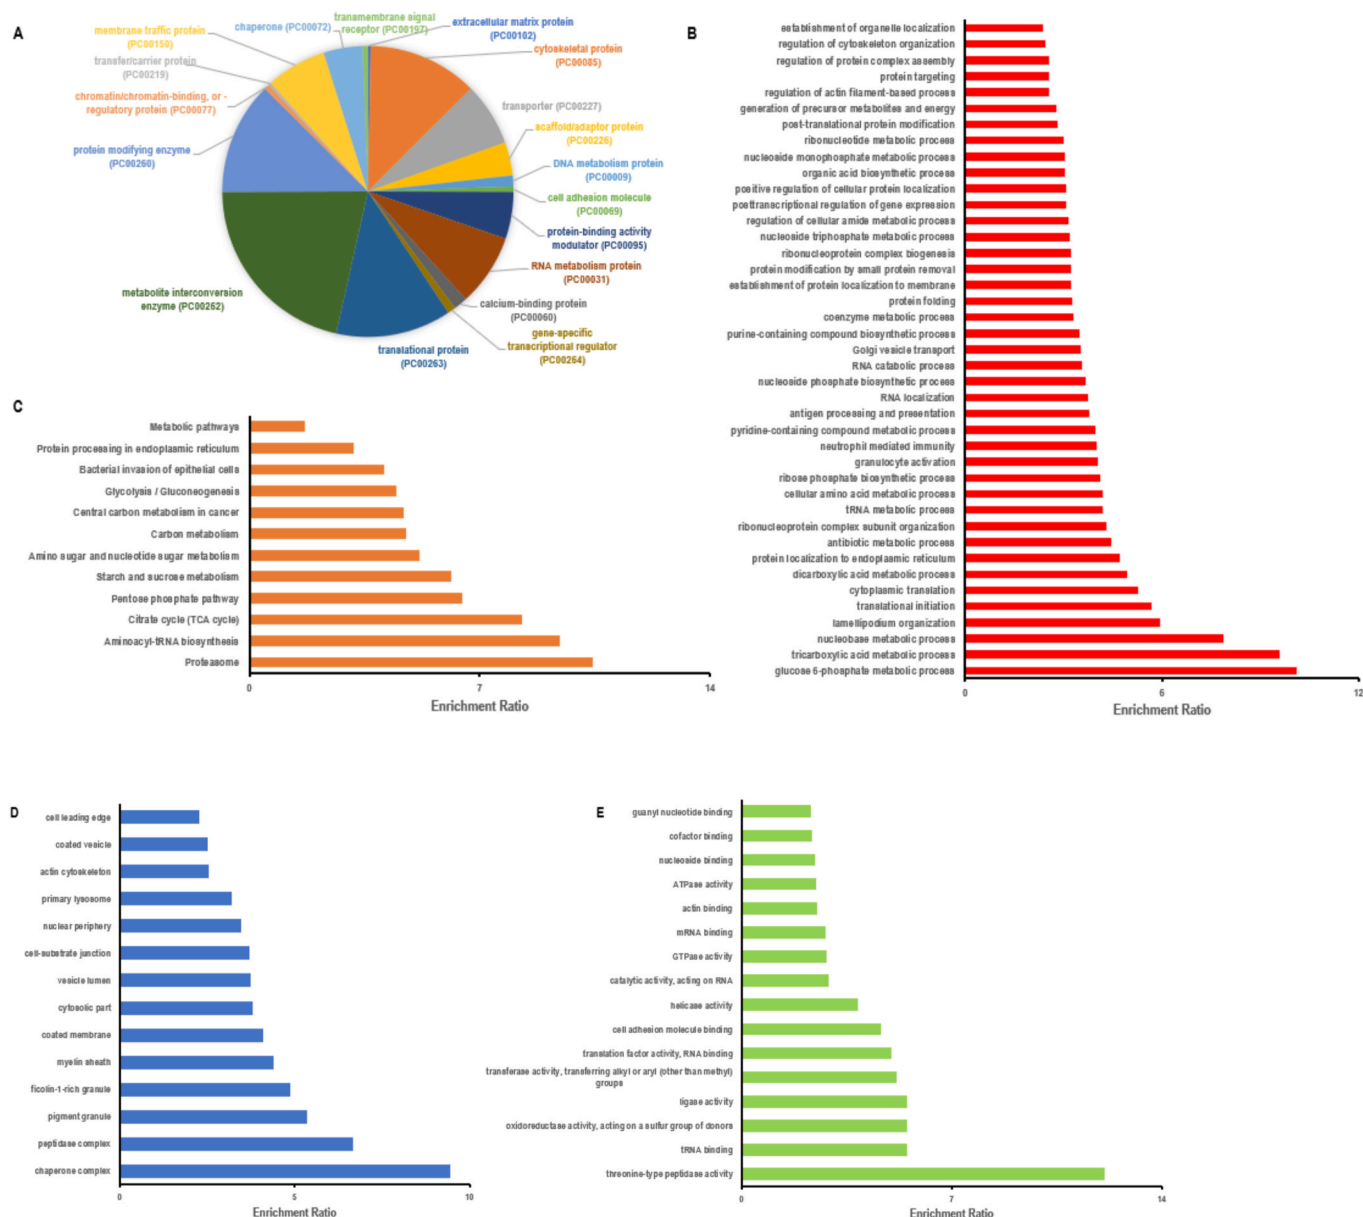 A
transmembrane signal
receptor (PC00197)
chaperone (PC00072)
extracellular matrix protein
(PC00102)
membrane traffic protein
(PC00150)
cytoskeletal protein
(PC00085)
transfer/carrier protein
(PC00219)
transporter (PC00227)
chromatin/chromatin-binding, or -
regulatory protein (PC00077)
scaffold/adaptor protein
(PC00226)
protein modifying enzyme
(PC00260)
DNA metabolism protein
(PC00009)
cell adhesion molecule
(PC00069)
protein-binding activity
modulator (PC00095)
RNA metabolism protein
(PC00031)
metabolite interconversion
enzyme (PC00262)
calcium-binding protein
(PC00060)
gene-specific
transcriptional regulator
(PC00264)
translational protein
(PC00263)
B
establishment of organelle localization
regulation of cytoskeleton organization
regulation of protein complex assembly
protein targeting
regulation of actin filament-based process
generation of precursor metabolites and energy
post-translational protein modification
ribonucleotide metabolic process
nucleoside monophosphate metabolic process
organic acid biosynthetic process
positive regulation of cellular protein localization
posttranscriptional regulation of gene expression
regulation of cellular amide metabolic process
nucleoside triphosphate metabolic process
ribonucleoprotein complex biogenesis
protein modification by small protein removal
establishment of protein localization to membrane
protein folding
coenzyme metabolic process
purine-containing compound biosynthetic process
Golgi vesicle transport
RNA catabolic process
nucleoside phosphate biosynthetic process
RNA localization
antigen processing and presentation
pyridine-containing compound metabolic process
neutrophil mediated immunity
granulocyte activation
ribose phosphate biosynthetic process
cellular amino acid metabolic process
tRNA metabolic process
ribonucleoprotein complex subunit organization
antibiotic metabolic process
protein localization to endoplasmic reticulum
dicarboxylic acid metabolic process
cytoplasmic translation
translational initiation
lamellipodium organization
nucleobase metabolic process
tricarboxylic acid metabolic process
glucose 6-phosphate metabolic process
0 6 12
Enrichment Ratio
C
Metabolic pathways
Protein processing in endoplasmic reticulum
Bacterial invasion of epithelial cells
Glycolysis / Gluconeogenesis
Central carbon metabolism in cancer
Carbon metabolism
Amino sugar and nucleotide sugar metabolism
Starch and sucrose metabolism
Pentose phosphate pathway
Citrate cycle (TCA cycle)
Aminoacyl-tRNA biosynthesis
Proteasome
0 7 14
Enrichment Ratio
D
cell leading edge
coated vesicle
actin cytoskeleton
primary lysosome
nuclear periphery
cell-substrate junction
vesicle lumen
cytosolic part
coated membrane
myelin sheath
ficolin-1-rich granule
pigment granule
peptidase complex
chaperone complex
0 5 10
Enrichment Ratio
E
guanyl nucleotide binding
cofactor binding
nucleoside binding
ATPase activity
actin binding
mRNA binding
GTPase activity
catalytic activity, acting on RNA
helicase activity
cell adhesion molecule binding
translation factor activity, RNA binding
transferase activity, transferring alkyl or aryl (other than methyl)
groups
ligase activity
oxidoreductase activity, acting on a sulfur group of donors
tRNA binding
threonine-type peptidase activity
0 7 14
Enrichment Ratio